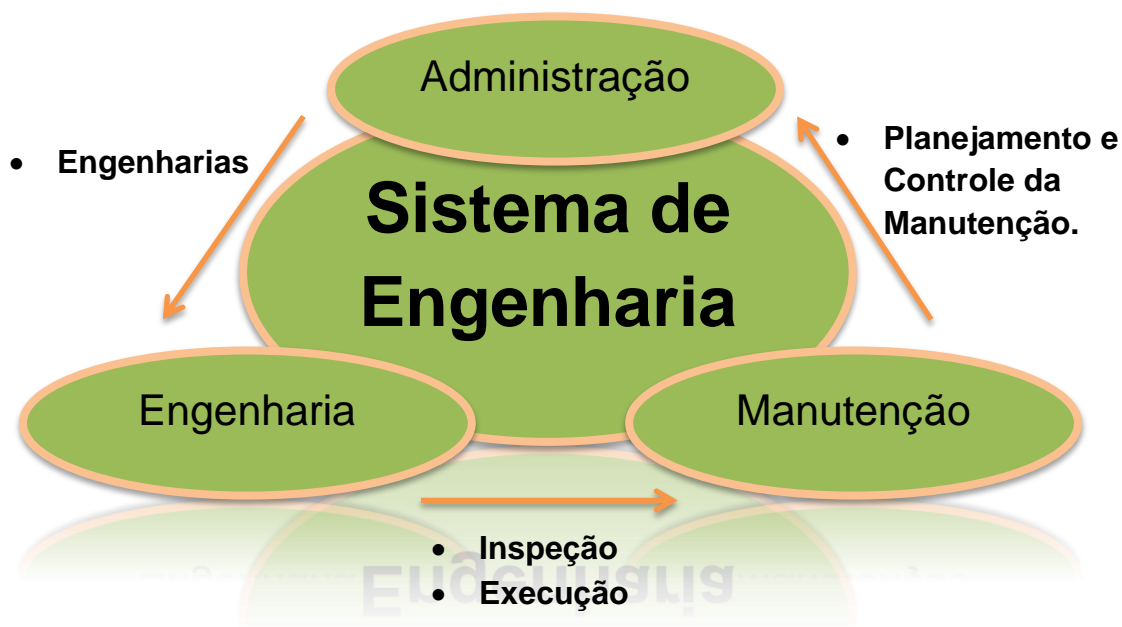 Administração
• Engenharias
• Planejamento e
Controle da
Manutenção.
Sistema de
Engenharia
Engenharia
Manutenção
• Inspeção
• Execução